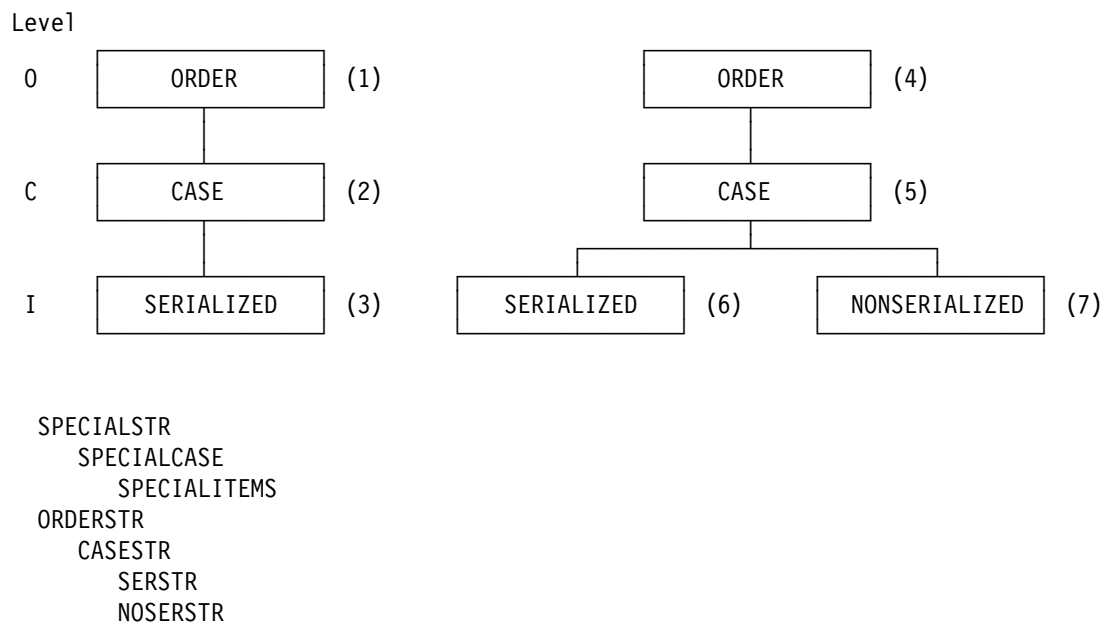 Level
O ORDER (1) ORDER (4)
C CASE (2) CASE (5)
I SERIALIZED (3) SERIALIZED (6) NONSERIALIZED (7)
SPECIALSTR
SPECIALCASE
SPECIALITEMS
ORDERSTR
CASESTR
SERSTR
NOSERSTR